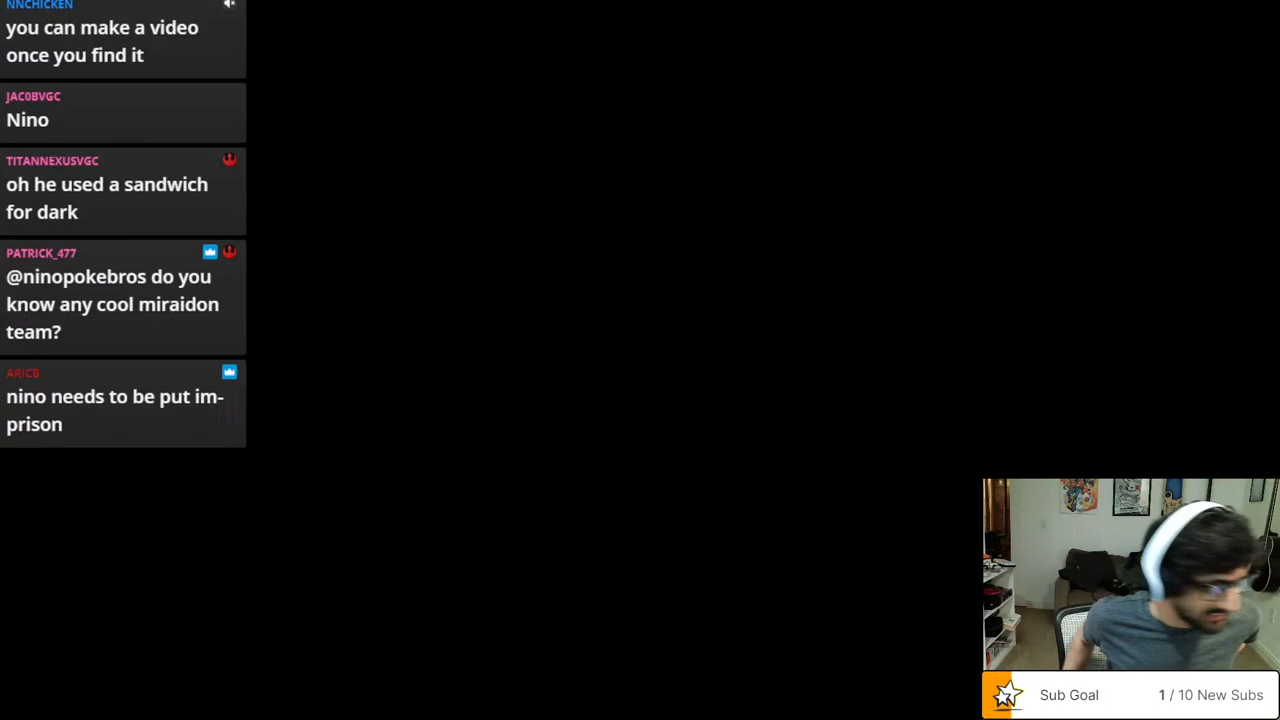 NNCHICKEN
you can make a video
once you find it
JAC0BVGC
Nino
TITANNEXUSVGC
oh he used a sandwich
for dark
PATRICK_477
@ninopokebros do you
know any cool miraidon
team?
ARICB
nino needs to be put im-
prison
Sub Goal 1 / 10 New Subs